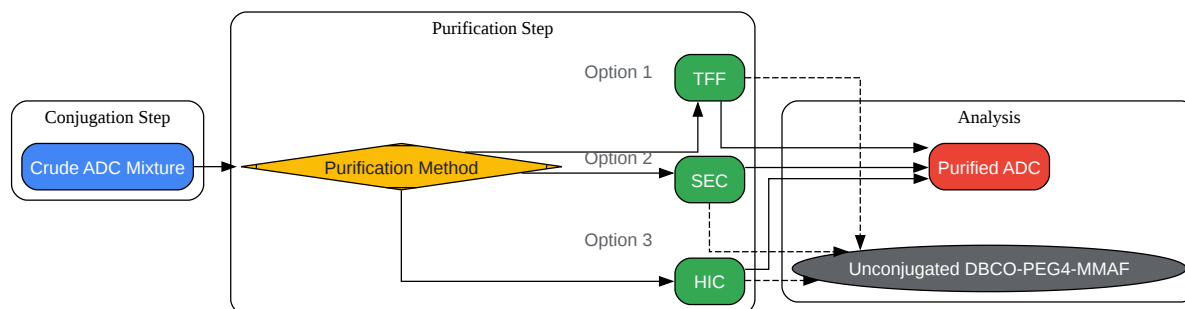 Purification Step
Option 1
TFF
Conjugation Step
Analysis
Crude ADC Mixture
Purification Method
Option 2
SEC
Purified ADC
Option 3
HIC
Unconjugated DBCO-PEG4-MMAF